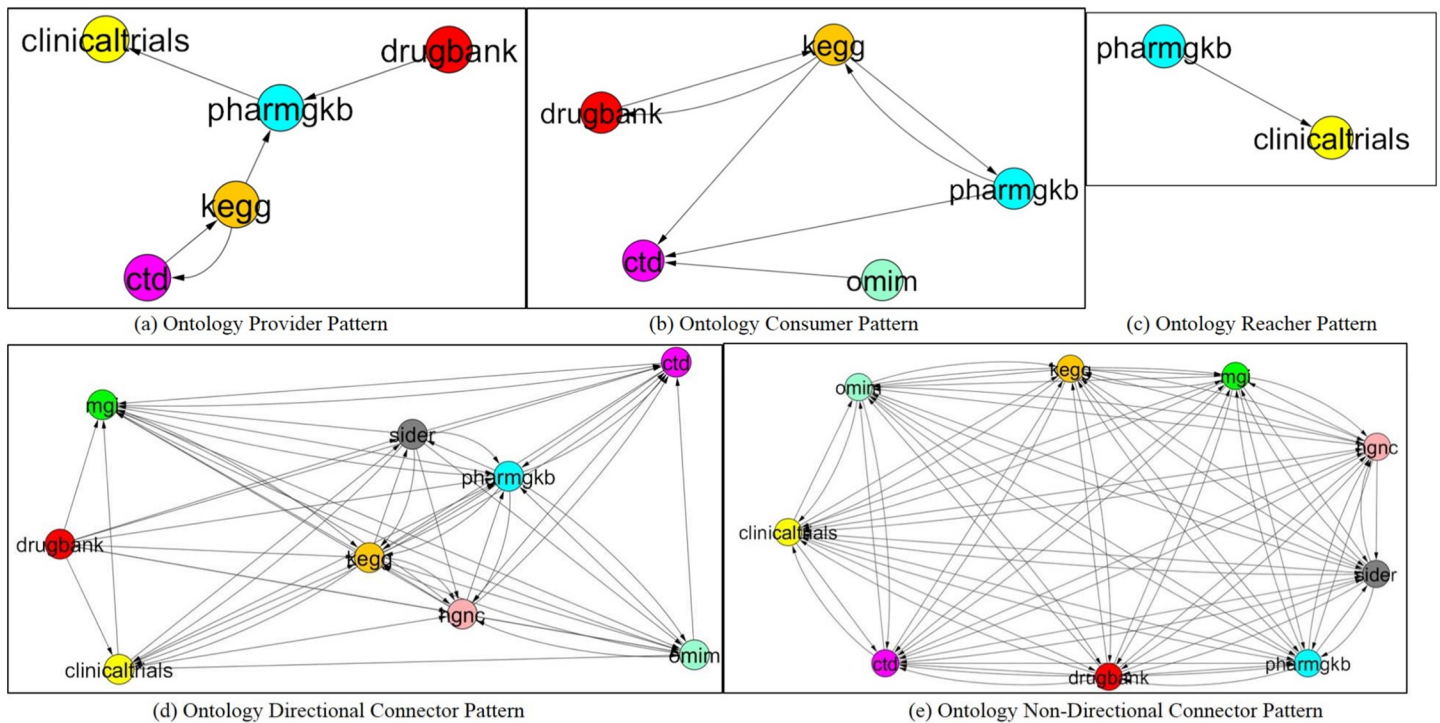 clinicaltrials
drugbank
pharmgkb
kegg
ctd
(a) Ontology Provider Pattern
kegg
drugbank
pharmgkb
ctd
omim
(b) Ontology Consumer Pattern
pharmgkb
clinicaltrials
(c) Ontology Reacher Pattern
ctd
mgi
sider
pharmgkb
drugbank
kegg
hgnc
omim
clinicaltrials
(d) Ontology Directional Connector Pattern
kegg
mgi
omim
hgnc
clinicaltrials
sider
ctd
pharmgkb
drugbank
(e) Ontology Non-Directional Connector Pattern